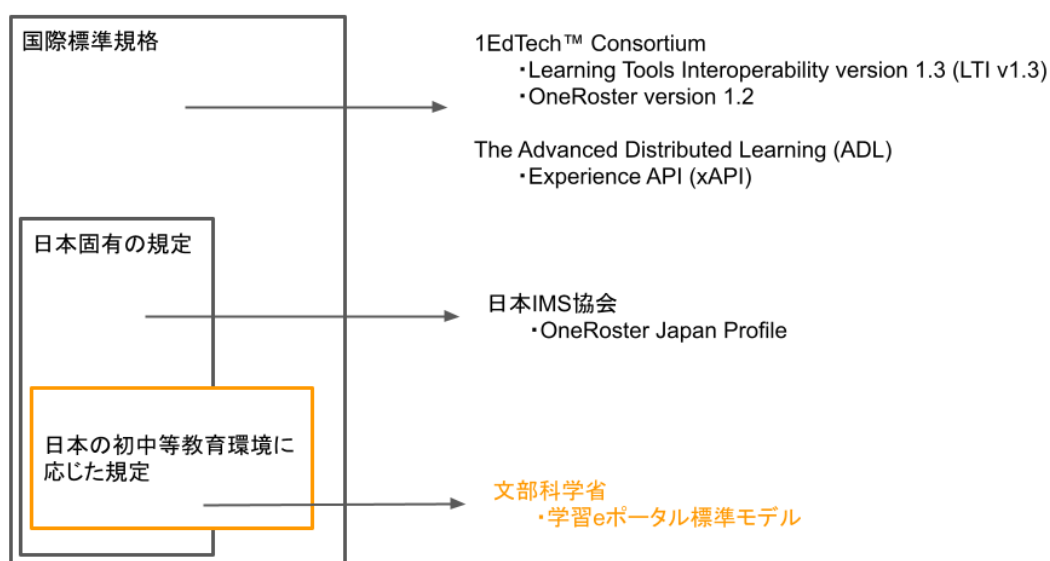 国際標準規格
1EdTech™ Consortium
・Learning Tools Interoperability version 1.3 (LTI v1.3)
・OneRoster version 1.2
The Advanced Distributed Learning (ADL)
・Experience API (xAPI)
日本固有の規定
日本IMS協会
・OneRoster Japan Profile
日本の初中等教育環境に
応じた規定
文部科学省
・学習eポータル標準モデル